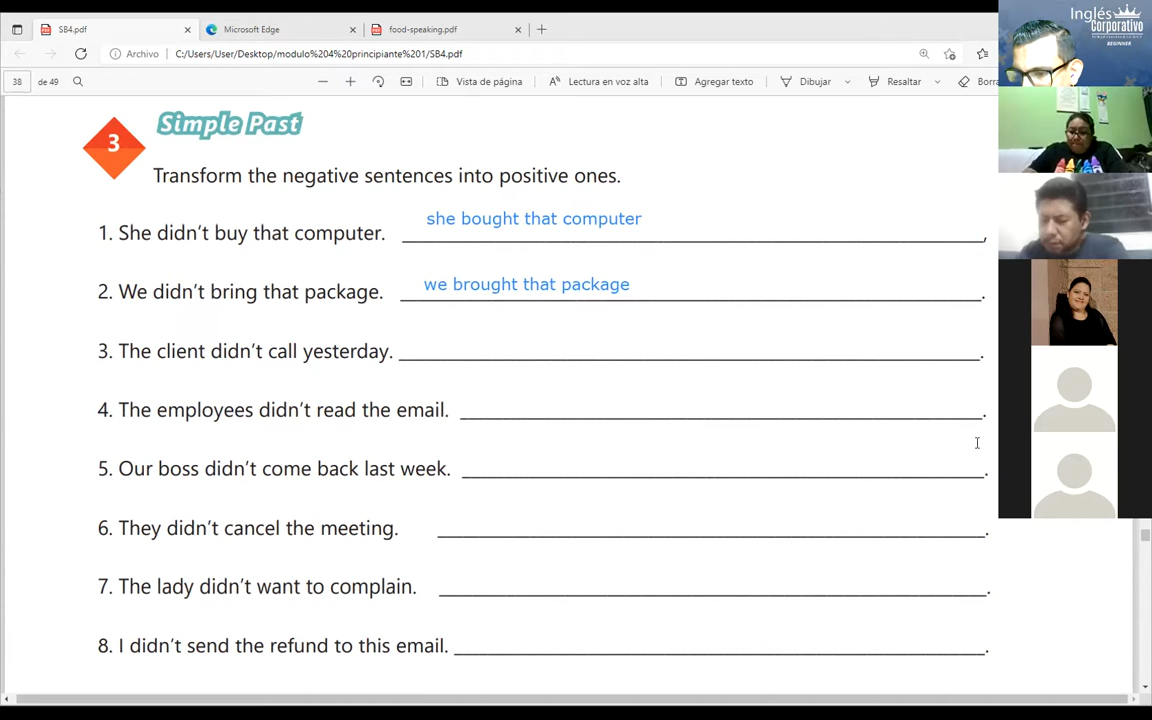 SB4.pdf
Microsoft Edge
food-speaking.pdf
Archivo
C:/Users/User/Desktop/modulo%204%20principiante%201/SB4.pdf
38
de 49
Vista de página
Lectura en voz alta
Agregar texto
Dibujar
Resaltar
Borra
Inglés
Corporativo
BEGINNER
3
Simple Past
Transform the negative sentences into positive ones.
1. She didn't buy that computer. she bought that computer
2. We didn't bring that package. we brought that package.
3. The client didn't call yesterday.
4. The employees didn't read the email.
5. Our boss didn't come back last week.
6. They didn't cancel the meeting.
7. The lady didn't want to complain.
8. I didn't send the refund to this email.